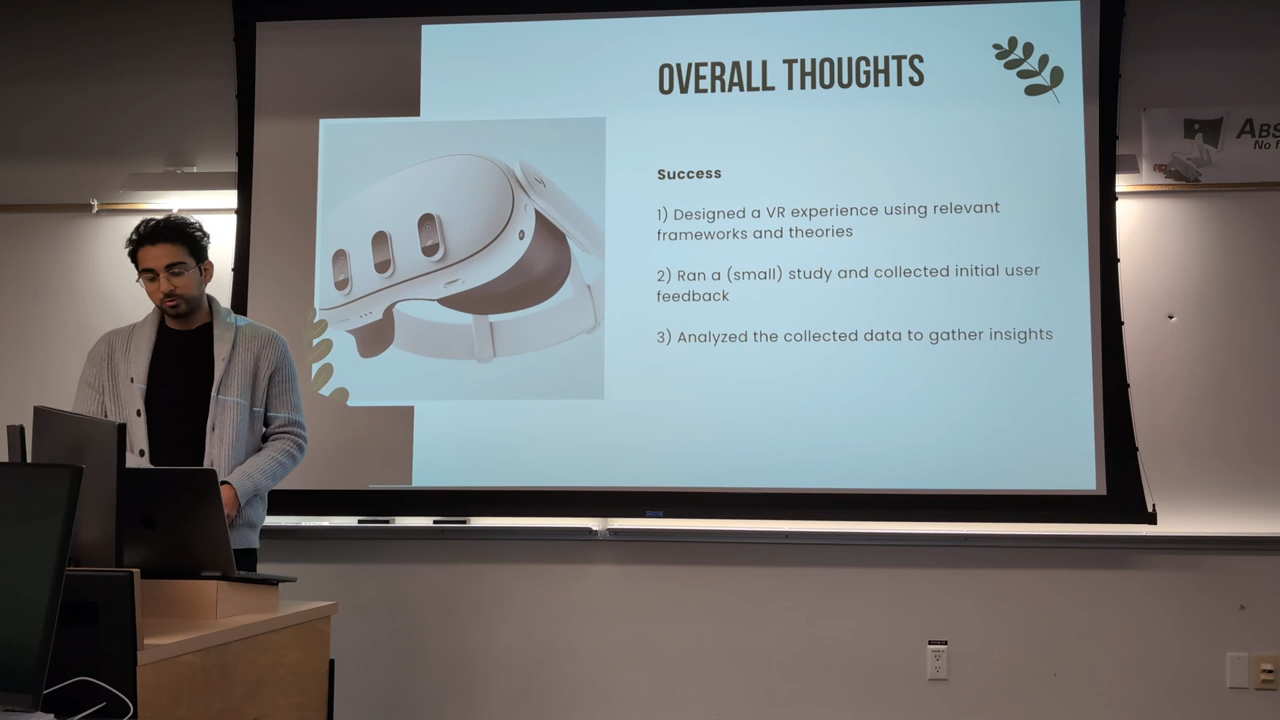 OVERALL THOUGHTS
Success
1) Designed a VR experience using relevant
frameworks and theories
2) Ran a (small) study and collected initial user
feedback
3) Analyzed the collected data to gather insights
No f